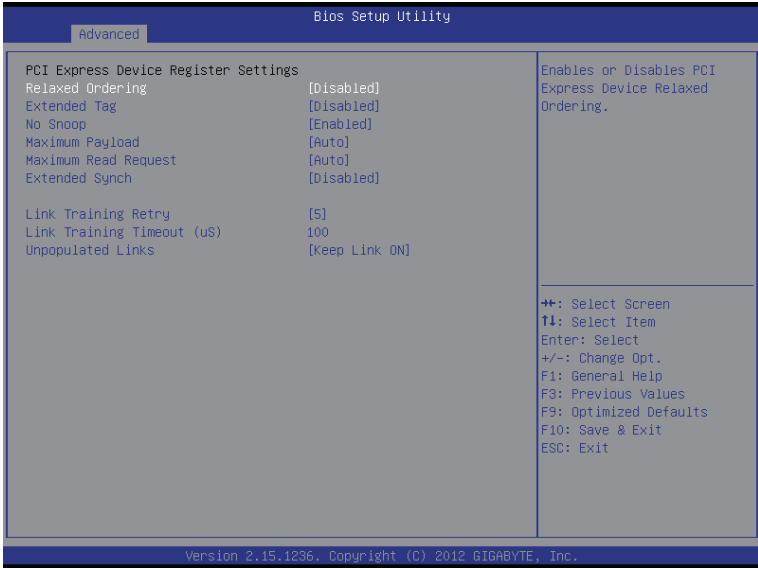 Bios Setup Utility
Advanced
PCI Express Device Register Settings
Relaxed Ordering [Disabled]
Extended Tag [Disabled]
No Snoop [Enabled]
Maximum Payload [Auto]
Maximum Read Request [Auto]
Extended Synch [Disabled]
Link Training Retry [5]
Link Training Timeout (uS) 100
Unpopulated Links [Keep Link ON]
Enables or Disables PCI
Express Device Relaxed
Ordering.
→←: Select Screen
↑↓: Select Item
Enter: Select
+/-: Change Opt.
F1: General Help
F3: Previous Values
F9: Optimized Defaults
F10: Save & Exit
ESC: Exit
Version 2.15.1236. Copyright (C) 2012 GIGABYTE, Inc.